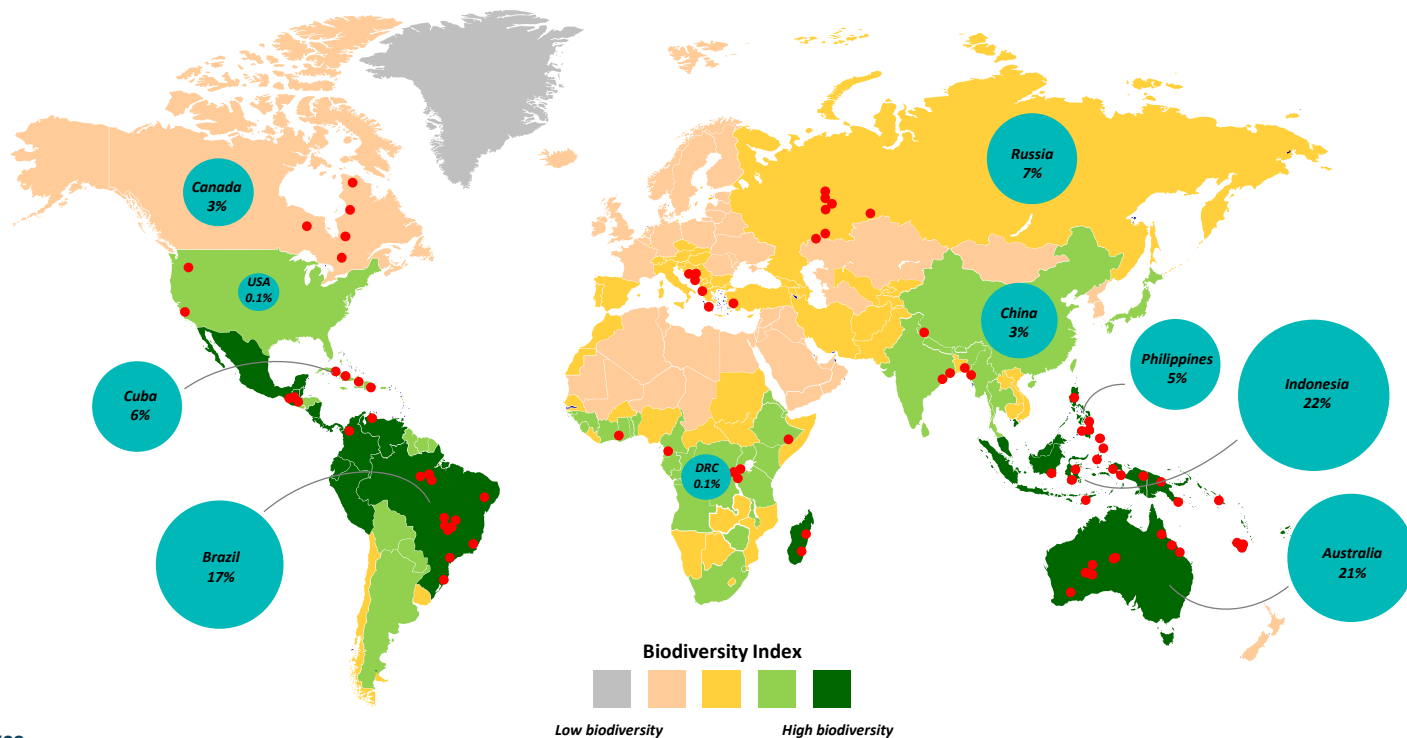 Canada
3%
Russia
7%
USA
0.1%
China
3%
Philippines
5%
Indonesia
22%
Cuba
6%
DRC
0.1%
Brazil
17%
Australia
21%
Biodiversity Index
Low biodiversity
High biodiversity